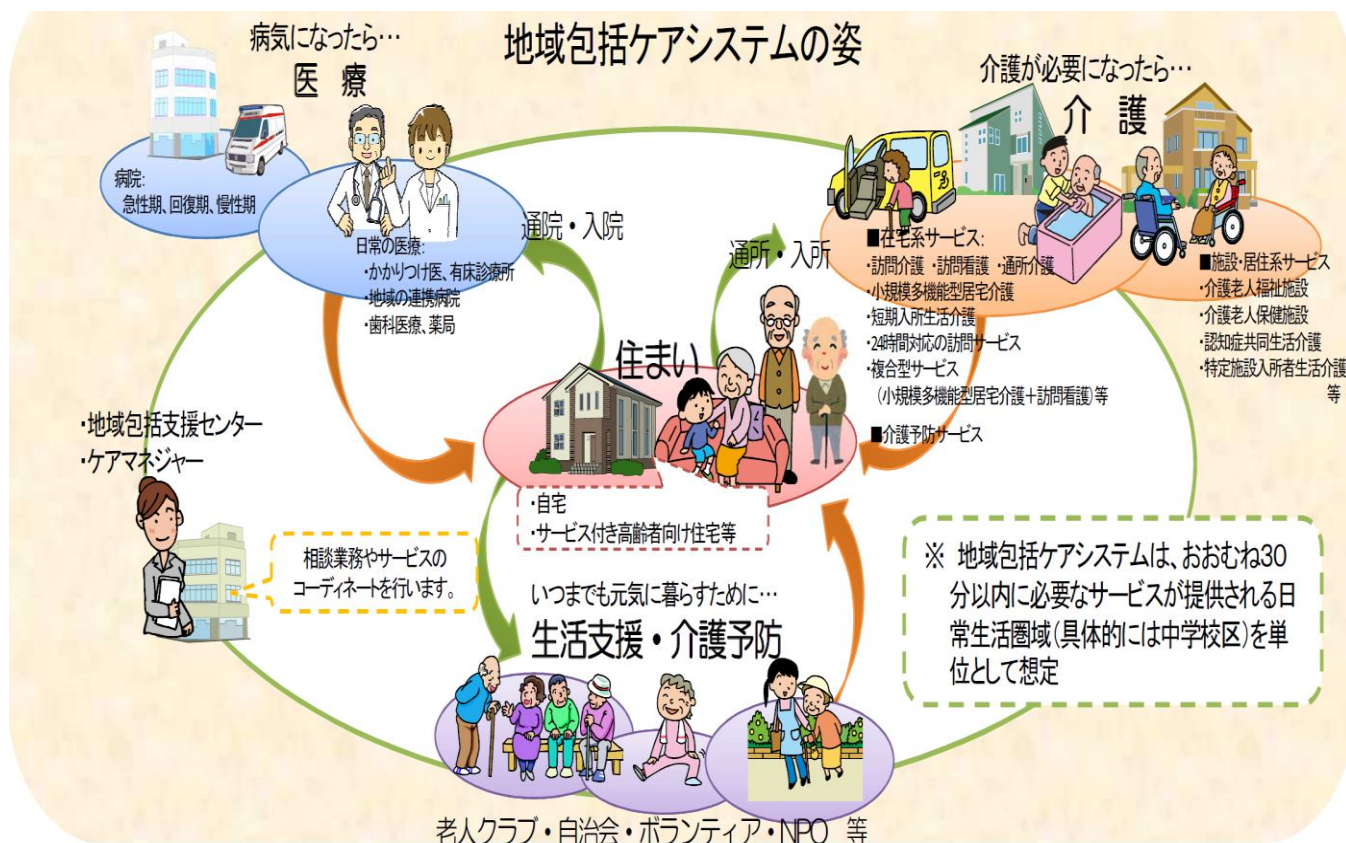 地域包括ケアシステムの姿
病気になったら…
医 療
病院:
急性期、回復期、慢性期
日常の医療:
・かかりつけ医、有床診療所
・地域の連携病院
・歯科医療、薬局
通院・入院
介護が必要になったら…
介 護
通所・入所
■在宅系サービス:
・訪問介護 ・訪問看護 ・通所介護
・小規模多機能型居宅介護
・短期入所生活介護
・24時間対応の訪問サービス
・複合型サービス
(小規模多機能型居宅介護+訪問看護)等
■介護予防サービス
■施設・居住系サービス
・介護老人福祉施設
・介護老人保健施設
・認知症共同生活介護
・特定施設入所者生活介護
等
住まい
・自宅
・サービス付き高齢者向け住宅等
・地域包括支援センター
・ケアマネジャー
相談業務やサービスの
コーディネートを行います。
いつまでも元気に暮らすために…
生活支援・介護予防
老人クラブ・自治会・ボランティア・NPO 等
※ 地域包括ケアシステムは、おおむね30
分以内に必要なサービスが提供される日
常生活圏域(具体的には中学校区)を単
位として想定